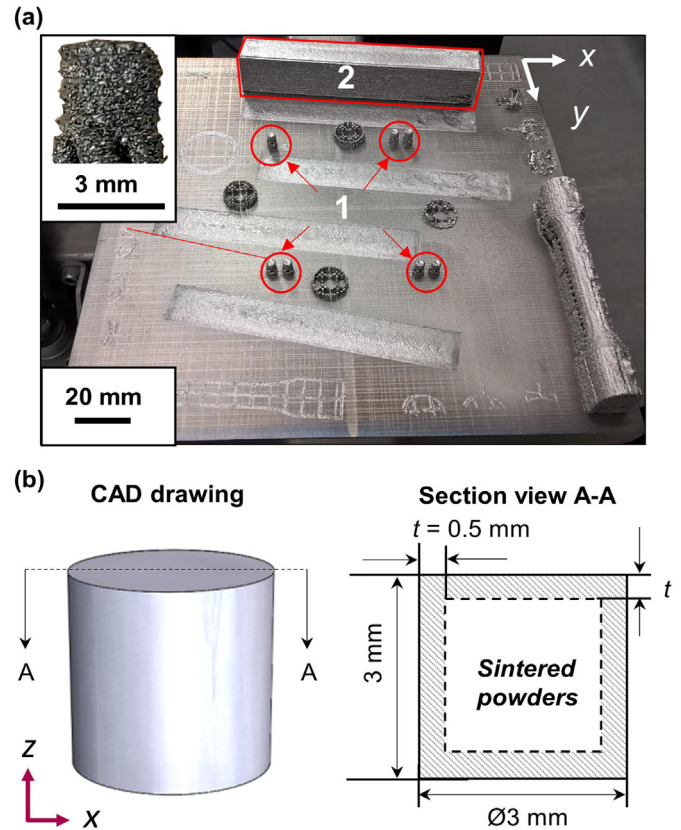 (a)
3 mm
2
x
y
1
20 mm
(b)
CAD drawing
Section view A-A
t = 0.5 mm
t
A
A
3 mm
Sintered
powders
Z
X
Ø3 mm